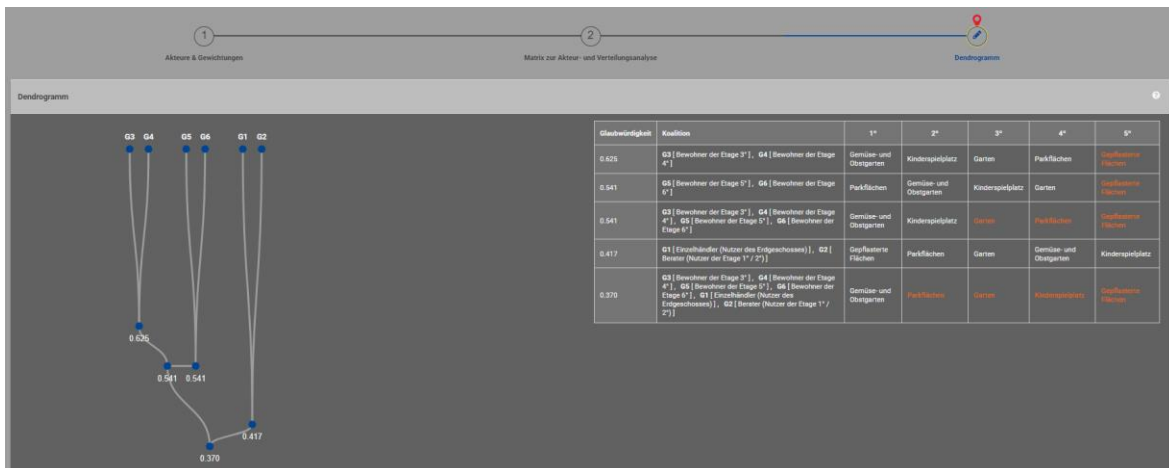 1
2
Akteure & Gewichtungen
Matrix zur Akteur- und Verteilungsanalyse
Dendrogramm
Dendrogramm
?
G3 G4 G5 G6 G1 G2
0.625
0.541 0.541
0.417
0.370
Glaubwürdigkeit Koalition 1° 2° 3° 4° 5°
0.625
G3 [ Bewohner der Etage 3° ] , G4 [ Bewohner der Etage
4° ]
Gemüse- und
Obstgarten
Kinderspielplatz
Garten
Parkflächen
Gepflasterte
Flächen
0.541
G5 [ Bewohner der Etage 5° ] , G6 [ Bewohner der Etage
6° ]
Parkflächen
Gemüse- und
Obstgarten
Kinderspielplatz
Garten
Gepflasterte
Flächen
0.541
G3 [ Bewohner der Etage 3° ] , G4 [ Bewohner der Etage
4° ] , G5 [ Bewohner der Etage 5° ] , G6 [ Bewohner der
Etage 6° ]
Gemüse- und
Obstgarten
Kinderspielplatz
Garten
Parkflächen
Gepflasterte
Flächen
0.417
G1 [ Einzelhändler (Nutzer des Erdgeschosses) ] , G2 [
Berater (Nutzer der Etage 1° / 2°) ]
Gepflasterte
Flächen
Parkflächen
Garten
Gemüse- und
Obstgarten
Kinderspielplatz
0.370
G3 [ Bewohner der Etage 3° ] , G4 [ Bewohner der Etage
4° ] , G5 [ Bewohner der Etage 5° ] , G6 [ Bewohner der
Etage 6° ] , G1 [ Einzelhändler (Nutzer des
Erdgeschosses) ] , G2 [ Berater (Nutzer der Etage 1° /
2°) ]
Gemüse- und
Obstgarten
Parkflächen
Garten
Kinderspielplatz
Gepflasterte
Flächen